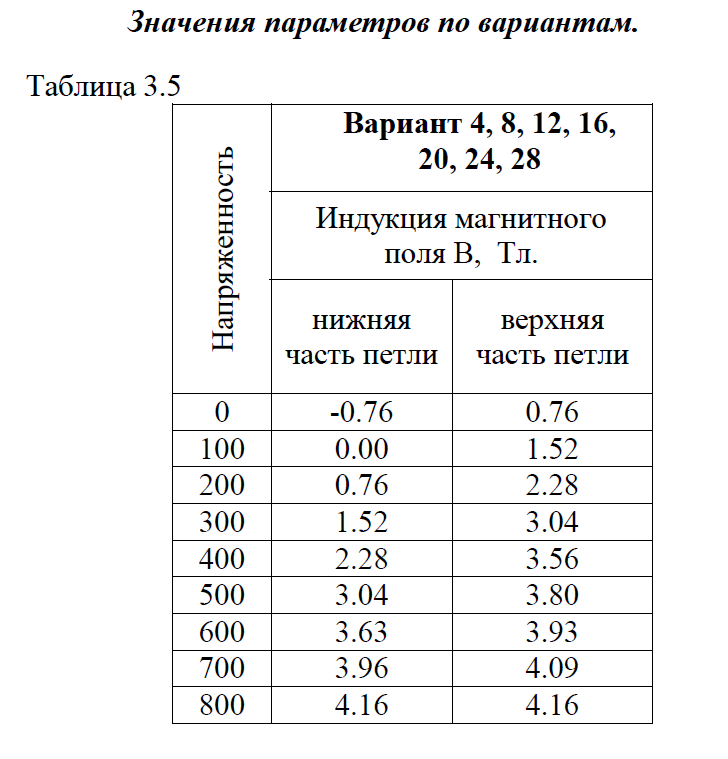 Значения параметров по вариантам.
Таблица 3.5
Напряженность
Вариант 4, 8, 12, 16,
20, 24, 28
Индукция магнитного
поля В, Тл.
нижняя
часть петли
верхняя
часть петли
0 -0.76 0.76
100 0.00 1.52
200 0.76 2.28
300 1.52 3.04
400 2.28 3.56
500 3.04 3.80
600 3.63 3.93
700 3.96 4.09
800 4.16 4.16